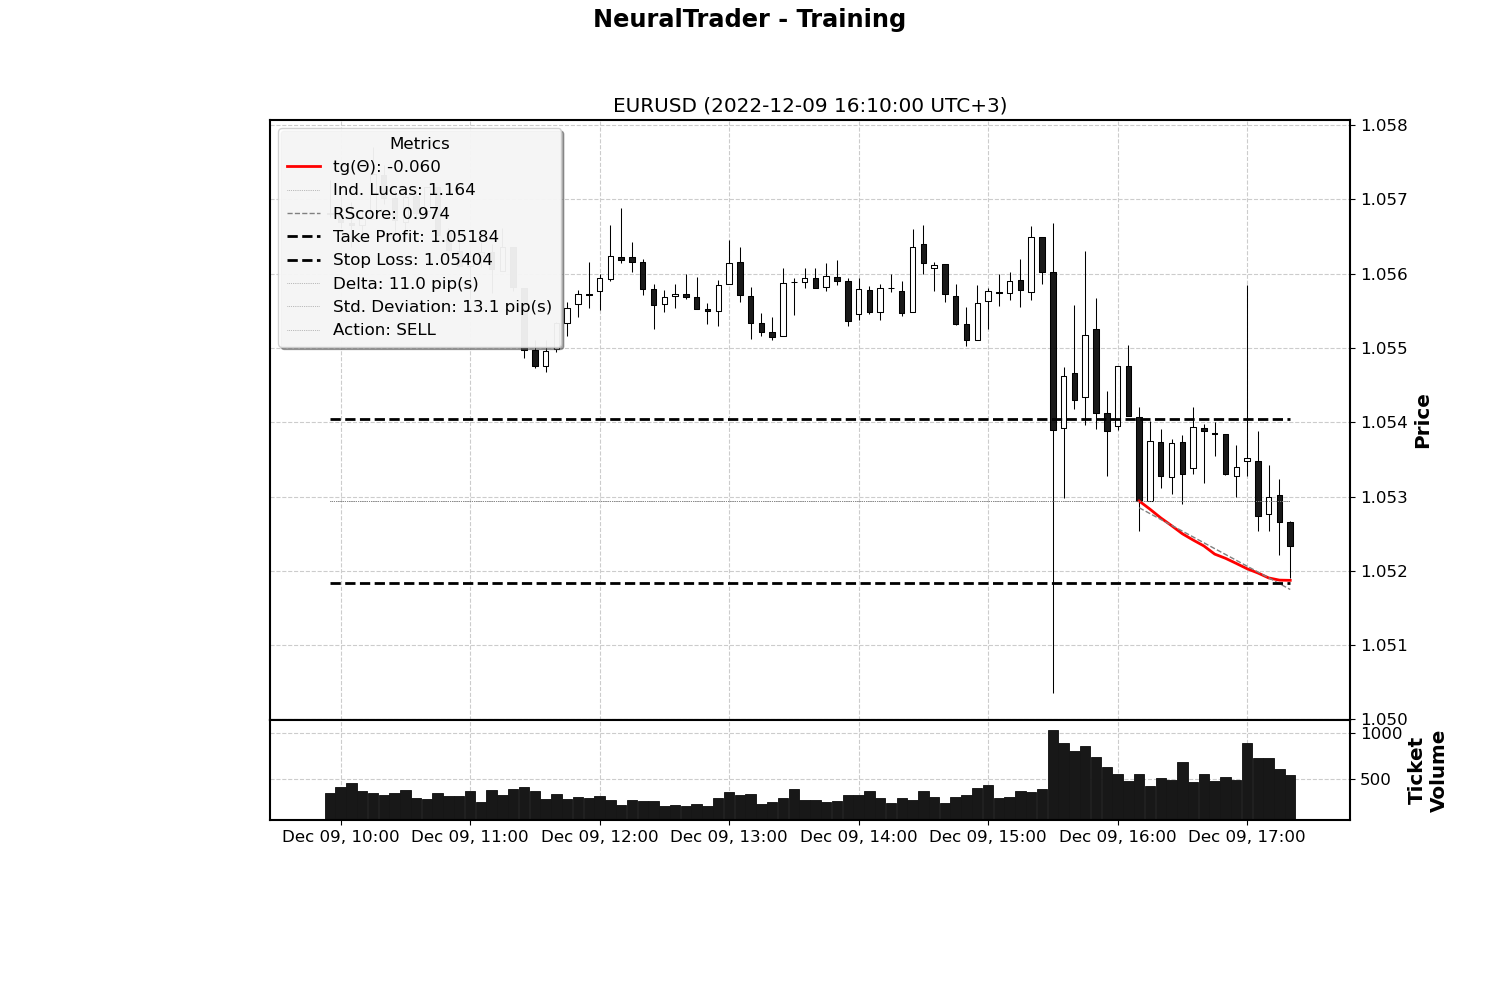 NeuralTrader - Training
EURUSD (2022-12-09 16:10:00 UTC+3)
Metrics
tg(Θ): -0.060
Ind. Lucas: 1.164
RScore: 0.974
Take Profit: 1.05184
Stop Loss: 1.05404
Delta: 11.0 pip(s)
Std. Deviation: 13.1 pip(s)
Action: SELL
1.058
1.057
1.056
1.055
1.054
1.053
1.052
1.051
1.050
Price
1000
500
Ticket
Volume
Dec 09, 10:00 Dec 09, 11:00 Dec 09, 12:00 Dec 09, 13:00 Dec 09, 14:00 Dec 09, 15:00 Dec 09, 16:00 Dec 09, 17:00